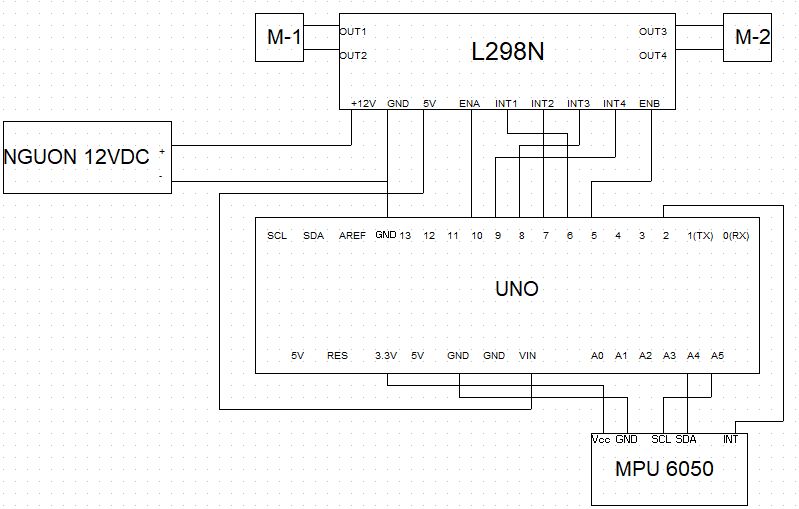 M-1
OUT1
OUT2
L298N
OUT3
OUT4
M-2
+12V GND 5V ENA INT1 INT2 INT3 INT4 ENB
NGUON 12VDC
+
-
SCL SDA AREF GND 13 12 11 10 9 8 7 6 5 4 3 2 1(TX) 0(RX)
UNO
5V RES 3.3V 5V GND GND VIN A0 A1 A2 A3 A4 A5
Vcc GND SCL SDA INT
MPU 6050